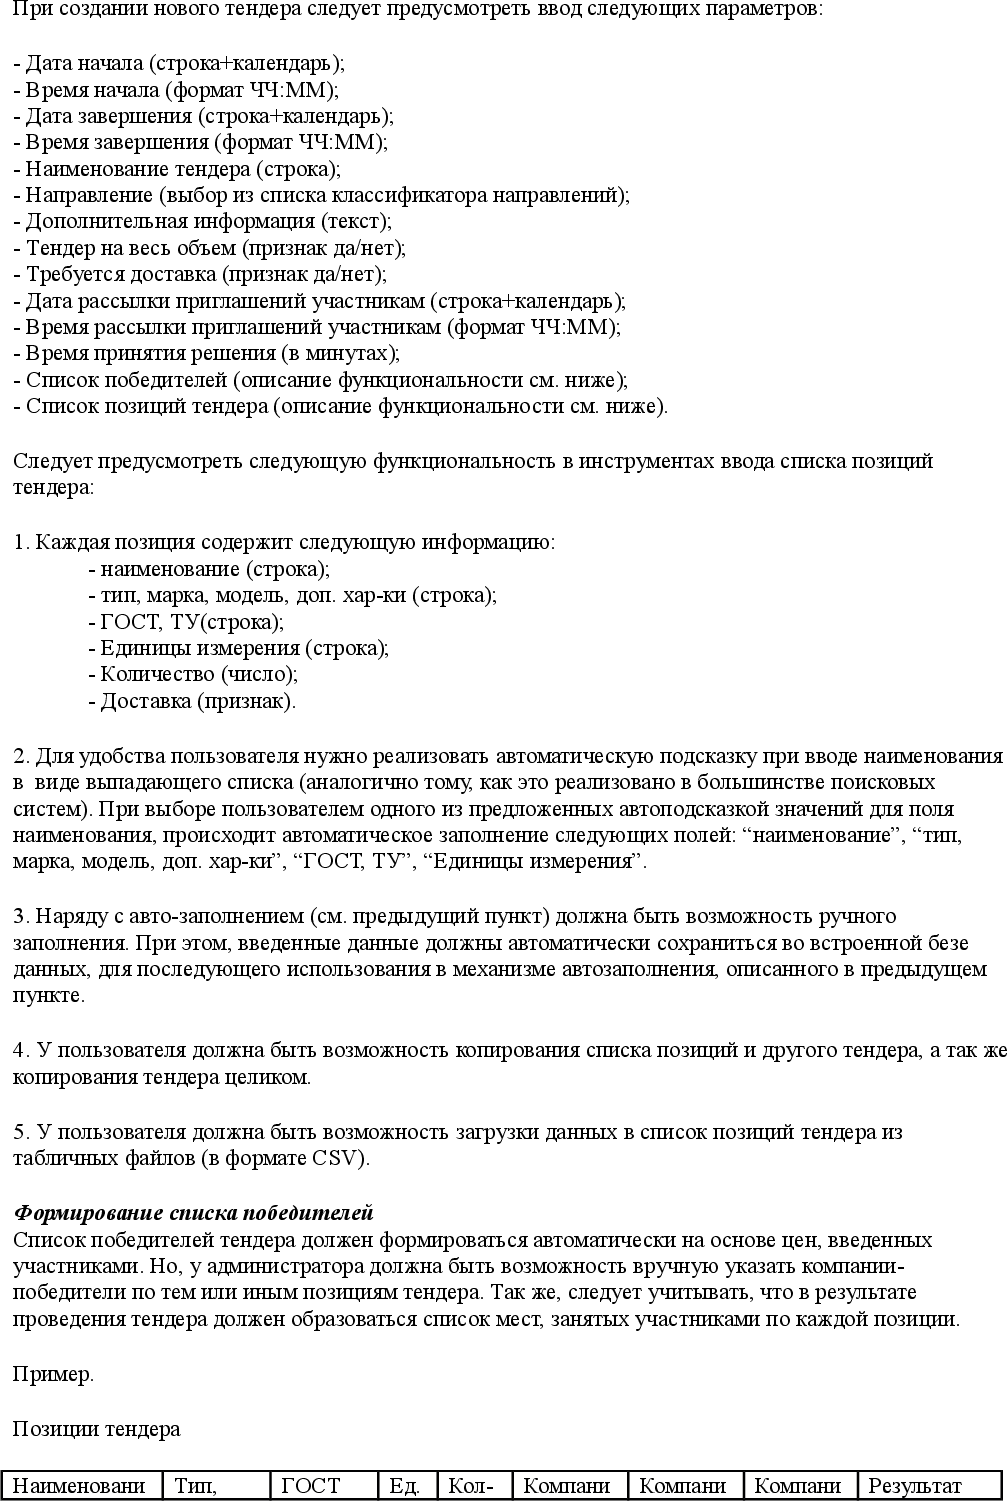 При создании нового тендера следует предусмотреть ввод следующих параметров:
- Дата начала (строка+календарь);
- Время начала (формат ЧЧ:ММ);
- Дата завершения (строка+календарь);
- Время завершения (формат ЧЧ:ММ);
- Наименование тендера (строка);
- Направление (выбор из списка классификатора направлений);
- Дополнительная информация (текст);
- Тендер на весь объем (признак да/нет);
- Требуется доставка (признак да/нет);
- Дата рассылки приглашений участникам (строка+календарь);
- Время рассылки приглашений участникам (формат ЧЧ:ММ);
- Время принятия решения (в минутах);
- Список победителей (описание функциональности см. ниже);
- Список позиций тендера (описание функциональности см. ниже).
Следует предусмотреть следующую функциональность в инструментах ввода списка позиций
тендера:
1. Каждая позиция содержит следующую информацию:
- наименование (строка);
- тип, марка, модель, доп. хар-ки (строка);
- ГОСТ, ТУ(строка);
- Единицы измерения (строка);
- Количество (число);
- Доставка (признак).
2. Для удобства пользователя нужно реализовать автоматическую подсказку при вводе наименования
в  виде выпадающего списка (аналогично тому, как это реализовано в большинстве поисковых
систем). При выборе пользователем одного из предложенных автоподсказкой значений для поля
наименования, происходит автоматическое заполнение следующих полей: “наименование”, “тип,
марка, модель, доп. хар-ки”, “ГОСТ, ТУ”, “Единицы измерения”.
3. Наряду с авто-заполнением (см. предыдущий пункт) должна быть возможность ручного
заполнения. При этом, введенные данные должны автоматически сохраниться во встроенной безе
данных, для последующего использования в механизме автозаполнения, описанного в предыдущем
пункте.
4. У пользователя должна быть возможность копирования списка позиций и другого тендера, а так же
копирования тендера целиком.
5. У пользователя должна быть возможность загрузки данных в список позиций тендера из
табличных файлов (в формате CSV).
Формирование списка победителей
Список победителей тендера должен формироваться автоматически на основе цен, введенных
участниками. Но, у администратора должна быть возможность вручную указать компании-
победители по тем или иным позициям тендера. Так же, следует учитывать, что в результате
проведения тендера должен образоваться список мест, занятых участниками по каждой позиции.
Пример.
Позиции тендера
Наименовани Тип, ГОСТ Ед. Кол- Компани Компани Компани Результат